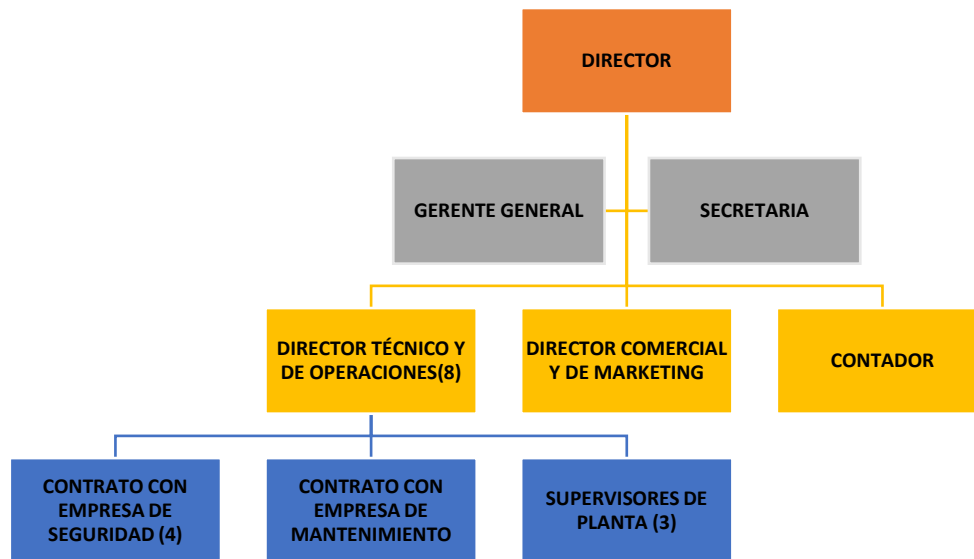 DIRECTOR
GERENTE GENERAL
SECRETARIA
DIRECTOR TÉCNICO Y
DE OPERACIONES(8)
DIRECTOR COMERCIAL
Y DE MARKETING
CONTADOR
CONTRATO CON
EMPRESA DE
SEGURIDAD (4)
CONTRATO CON
EMPRESA DE
MANTENIMIENTO
SUPERVISORES DE
PLANTA (3)